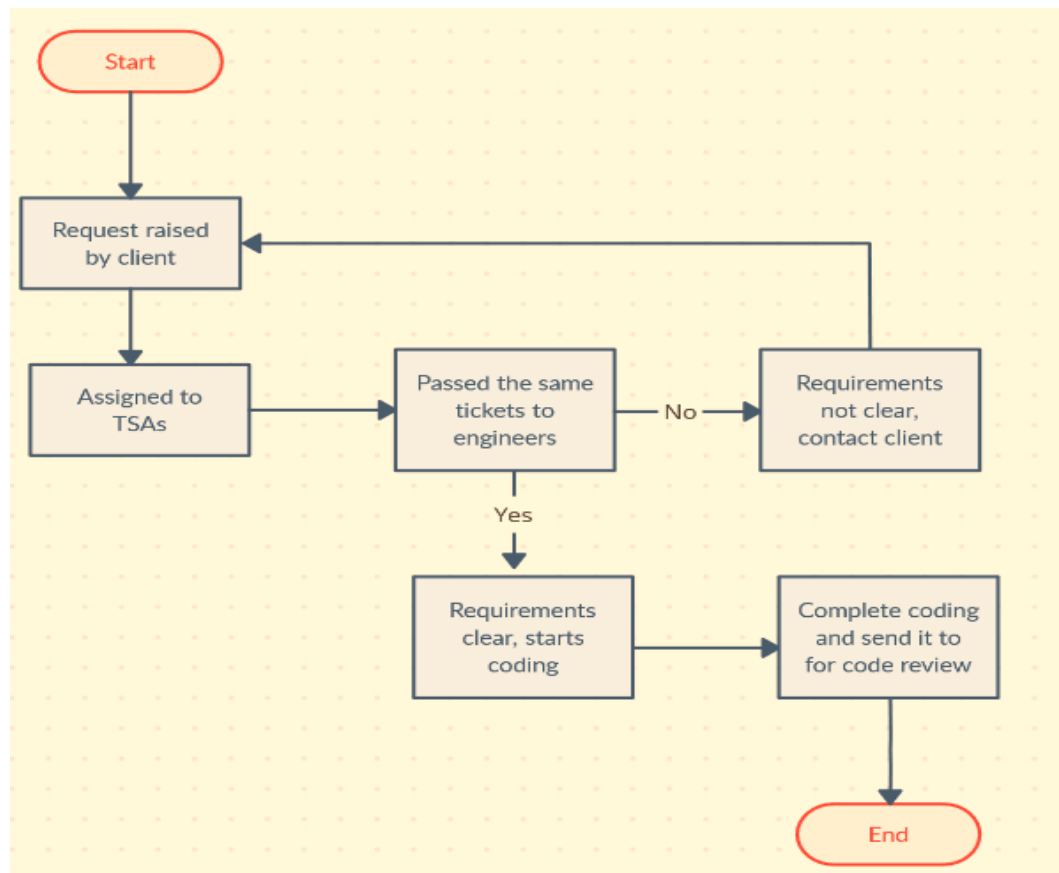 Start
Request raised
by client
Assigned to
TSAs
Passed the same
tickets to
engineers
No
Requirements
not clear,
contact client
Yes
Requirements
clear, starts
coding
Complete coding
and send it to
for code review
End